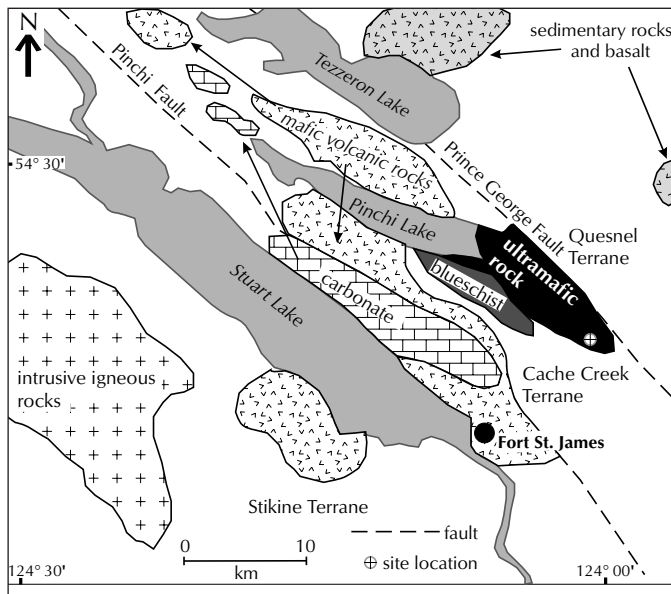 N
Pinchi Fault
Tezzeron Lake
sedimentary rocks
and basalt
54° 30'
mafic volcanic rocks
Prince George Fault
Pinchi Lake
Quesnel
Terrane
ultramafic
rock
blueschist
Stuart Lake
carbonate
intrusive igneous
rocks
Cache Creek
Terrane
Fort St. James
Stikine Terrane
fault
0 10
km
site location
124° 30'
124° 00'